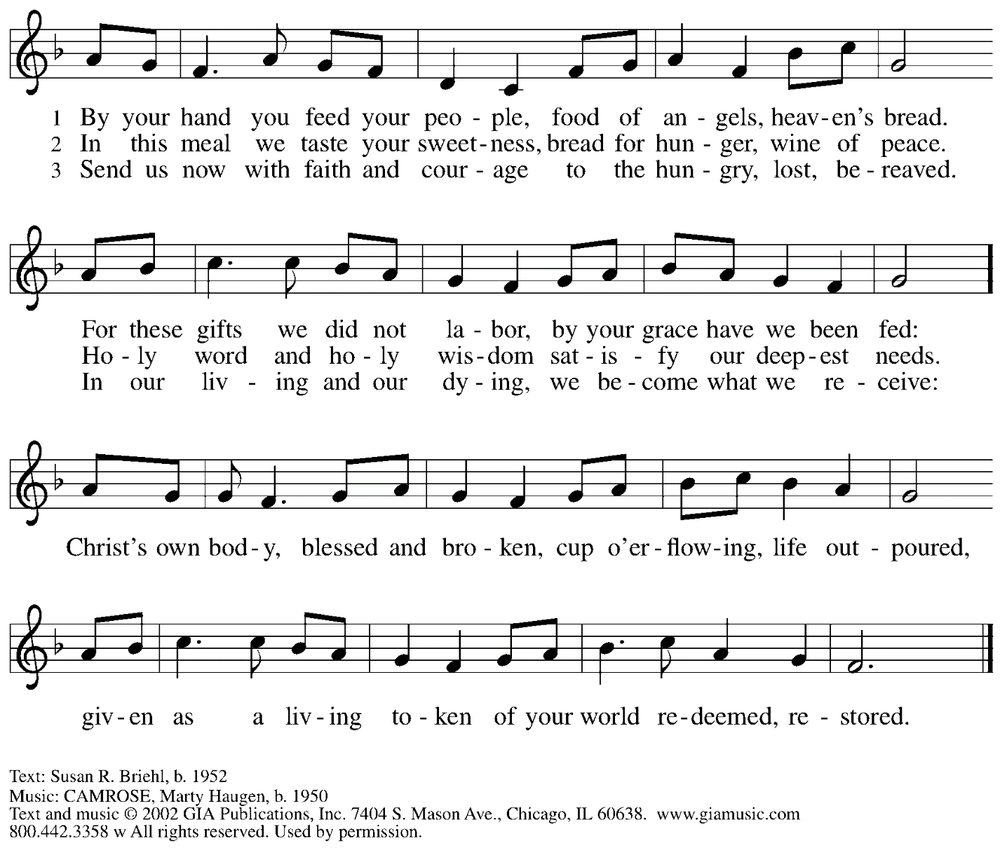 1 By your hand you feed your peo - ple, food of an - gels, heav-en's bread.
2 In this meal we taste your sweet-ness, bread for hun - ger, wine of peace.
3 Send us now with faith and cour - age to the hun - gry, lost, be - reaved.
For these gifts we did not la - bor, by your grace have we been fed:
Ho - ly word and ho - ly wis-dom sat - is - fy our deep-est needs.
In our liv - ing and our dy - ing, we be - come what we re - ceive:
Christ's own bod-y, blessed and bro - ken, cup o'er-flow-ing, life out - poured,
giv-en as a liv-ing to-ken of your world re-deemed, re - stored.
Text: Susan R. Briehl, b. 1952
Music: CAMROSE, Marty Haugen, b. 1950
Text and music © 2002 GIA Publications, Inc. 7404 S. Mason Ave., Chicago, IL 60638. www.giamusic.com
800.442.3358 w All rights reserved. Used by permission.